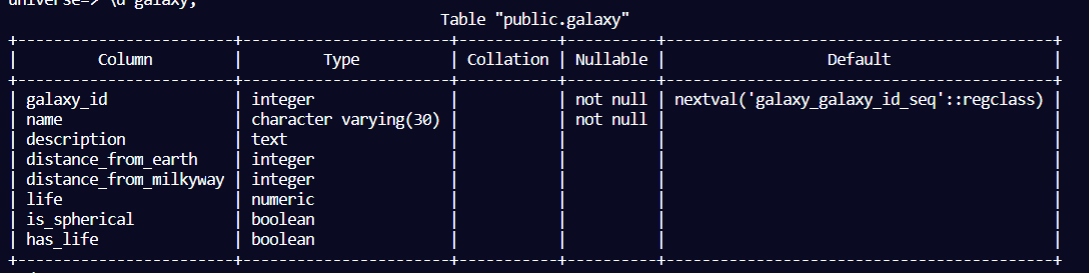 universe=> \d galaxy;
Table "public.galaxy"
+-----------------------+-----------------------+-----------+----------+-------------------------------------------+
| Column | Type | Collation | Nullable | Default |
+-----------------------+-----------------------+-----------+----------+-------------------------------------------+
| galaxy_id | integer | | not null | nextval('galaxy_galaxy_id_seq'::regclass) |
| name | character varying(30) | | not null | |
| description | text | | | |
| distance_from_earth | integer | | | |
| distance_from_milkyway | integer | | | |
| life | numeric | | | |
| is_spherical | boolean | | | |
| has_life | boolean | | | |
+-----------------------+-----------------------+-----------+----------+-------------------------------------------+